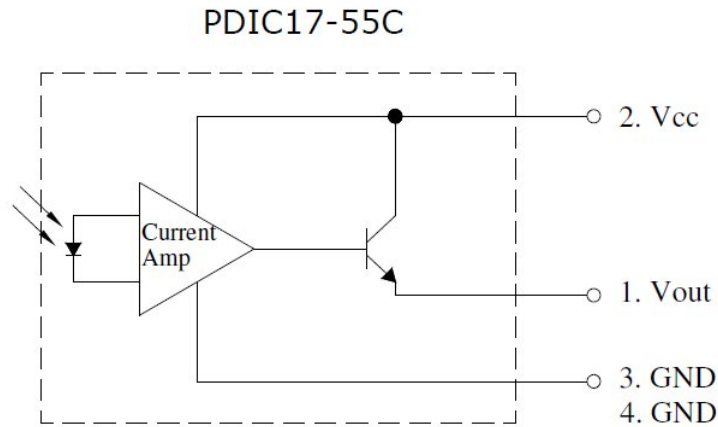 PDIC17-55C
2. Vcc
Current
Amp
1. Vout
3. GND
4. GND